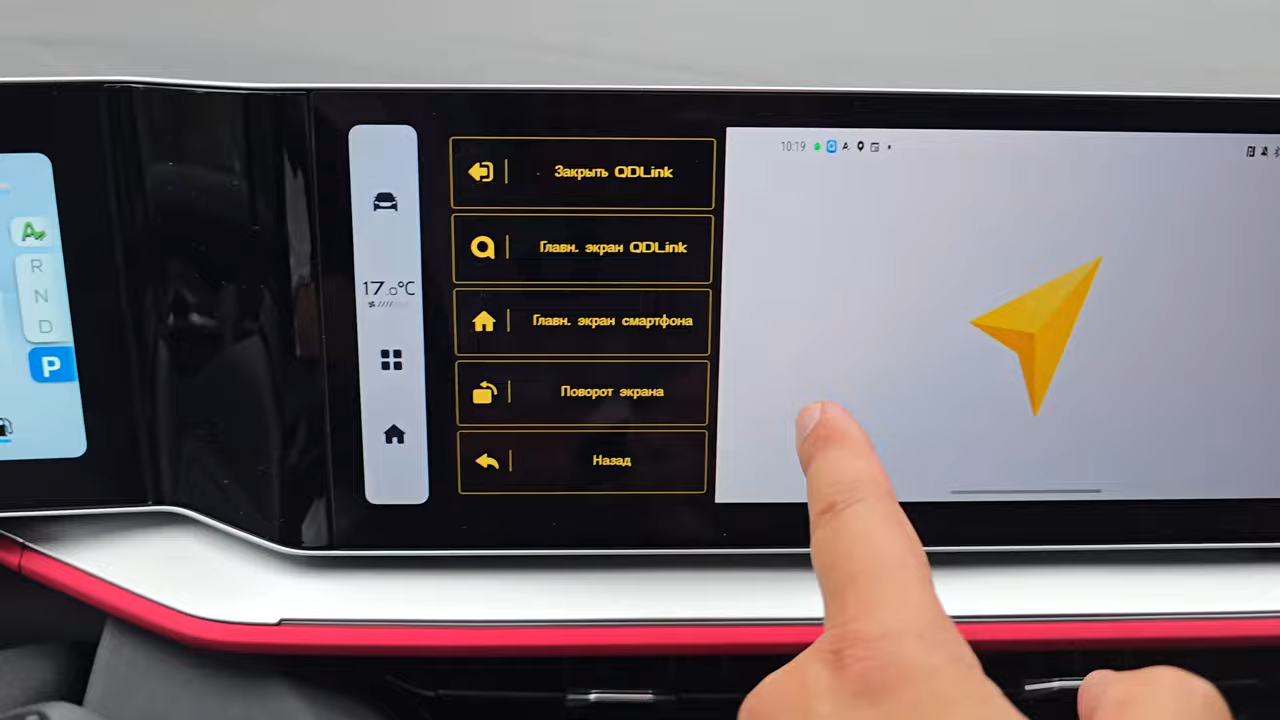 A
R
N
D
P
17.0°C
Закрыть QDLink
Главн. экран QDLink
Главн. экран смартфона
Поворот экрана
Назад
10:19